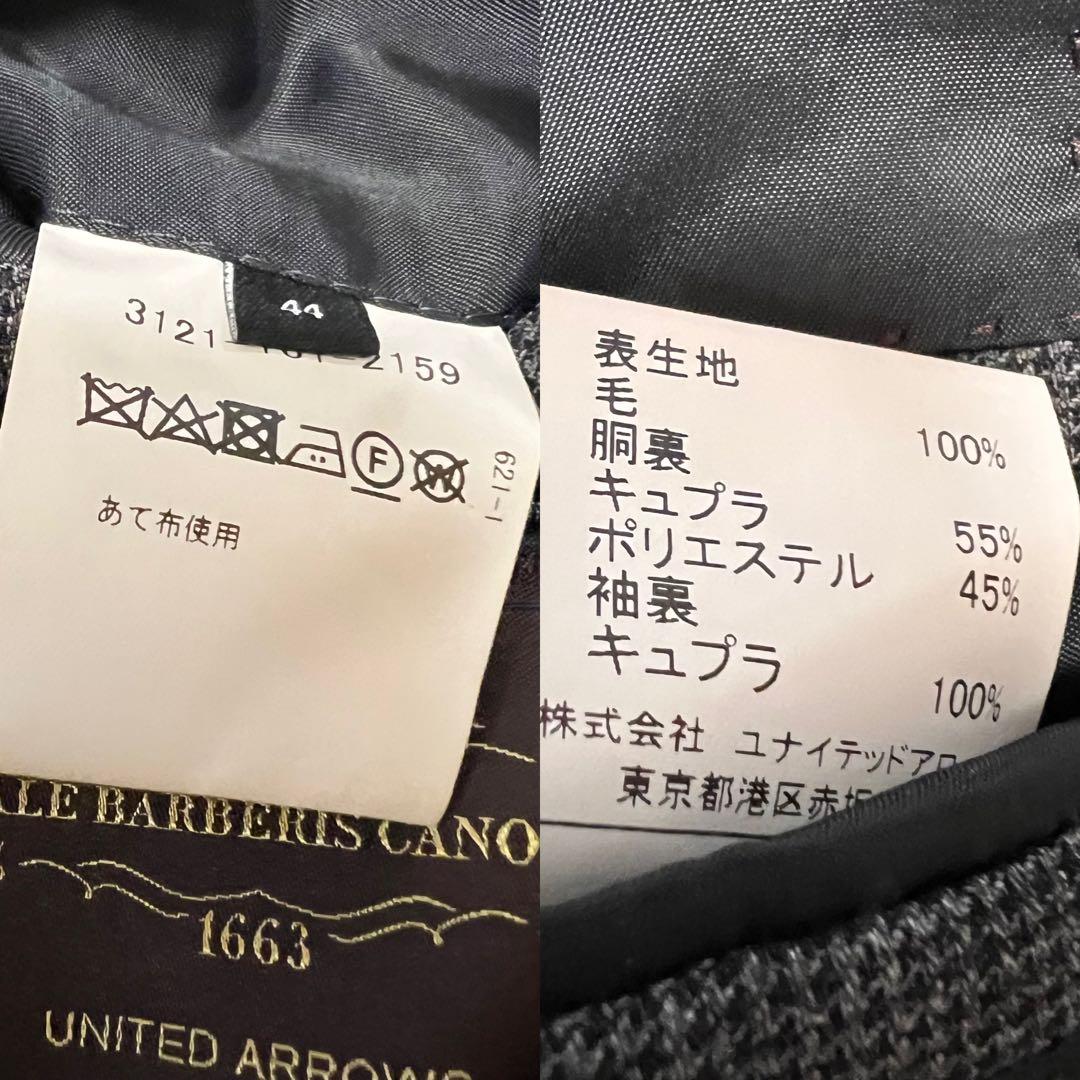 44
3121-161-2159
621-1
F
W
あて布使用
ALE BARBERIS CANO
1663
UNITED ARROWS
表生地
毛 100%
胴裏
キュプラ 55%
ポリエステル 45%
袖裏
キュプラ 100%
株式会社 ユナイテッドアロ
東京都港区赤坂